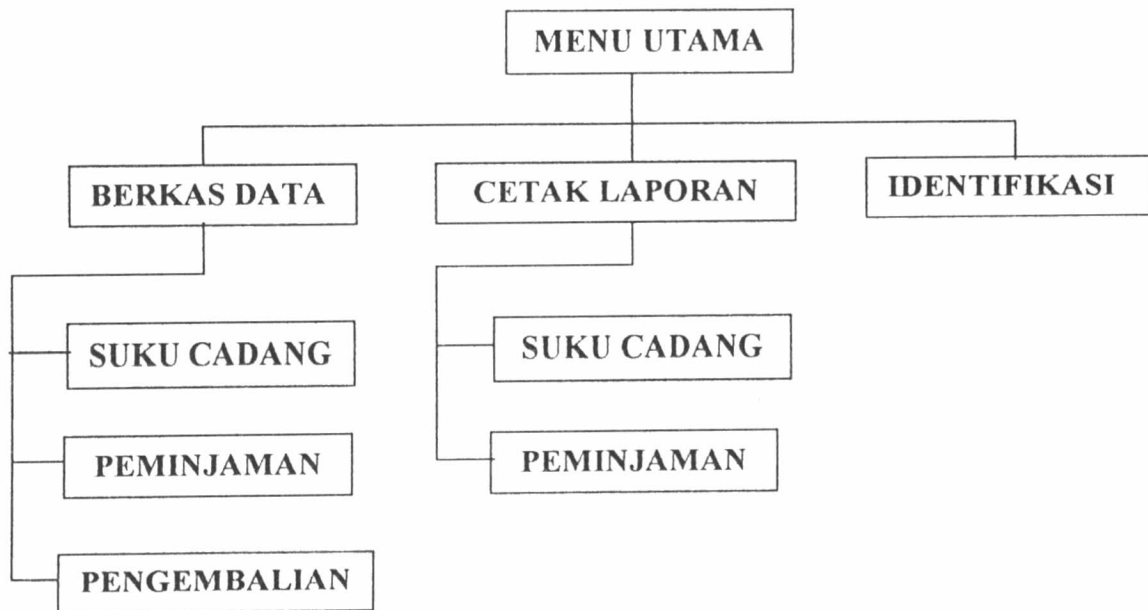 MENU UTAMA
BERKAS DATA
CETAK LAPORAN
IDENTIFIKASI
SUKU CADANG
SUKU CADANG
PEMINJAMAN
PEMINJAMAN
PENGEMBALIAN